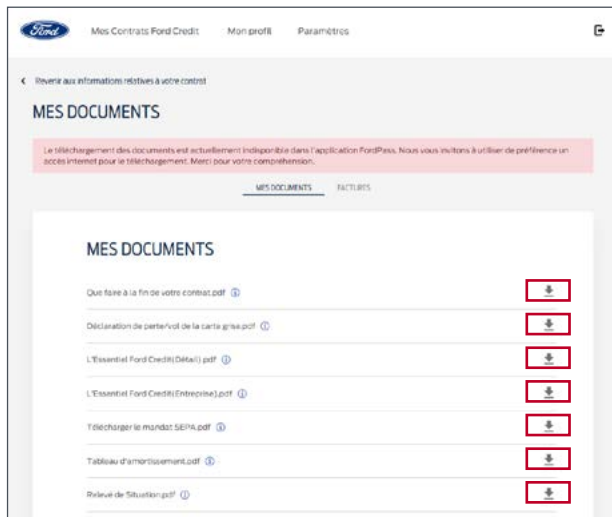 Ford
Mes Contrats Ford Credit Mon profil Paramètres
Revenir aux informations relatives à votre contrat
MES DOCUMENTS
Le téléchargement des documents est actuellement indisponible dans l'application FordPass. Nous vous invitons à utiliser de préférence un
accès internet pour le téléchargement. Merci pour votre compréhension.
MES DOCUMENTS FACTURES
MES DOCUMENTS
Que faire à la fin de votre contrat.pdf
Déclaration de perte/vol de la carte grise.pdf
L'Essentiel Ford Credit(Détail).pdf
L'Essentiel Ford Credit(Entreprise).pdf
Télécharger le mandat SEPA.pdf
Tableau d'amortissement.pdf
Relevé de Situation.pdf